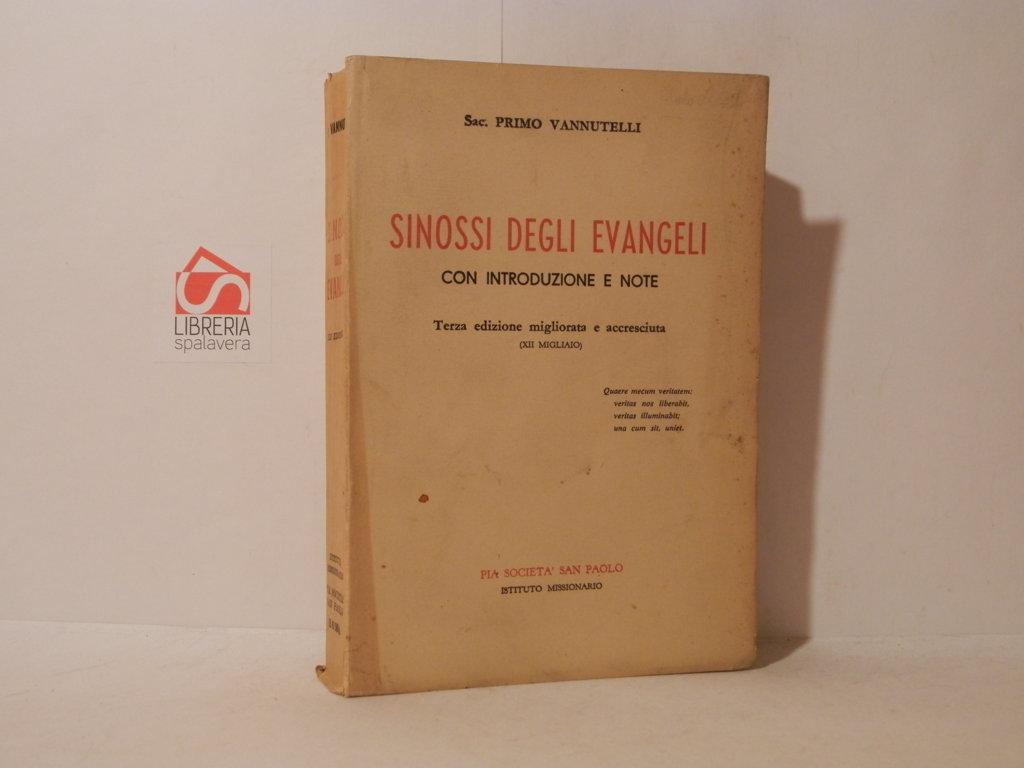 Sac. PRIMO VANNUTELLI
SINOSSI DEGLI EVANGELI
CON INTRODUZIONE E NOTE
Terza edizione migliorata e accresciuta
(XII MIGLIAIO)
Quaere mecum veritatem:
veritas nos liberabit,
veritas illuminabit;
una cum sit, uniet.
PIA SOCIETA' SAN PAOLO
ISTITUTO MISSIONARIO
LIBRERIA
spalavera